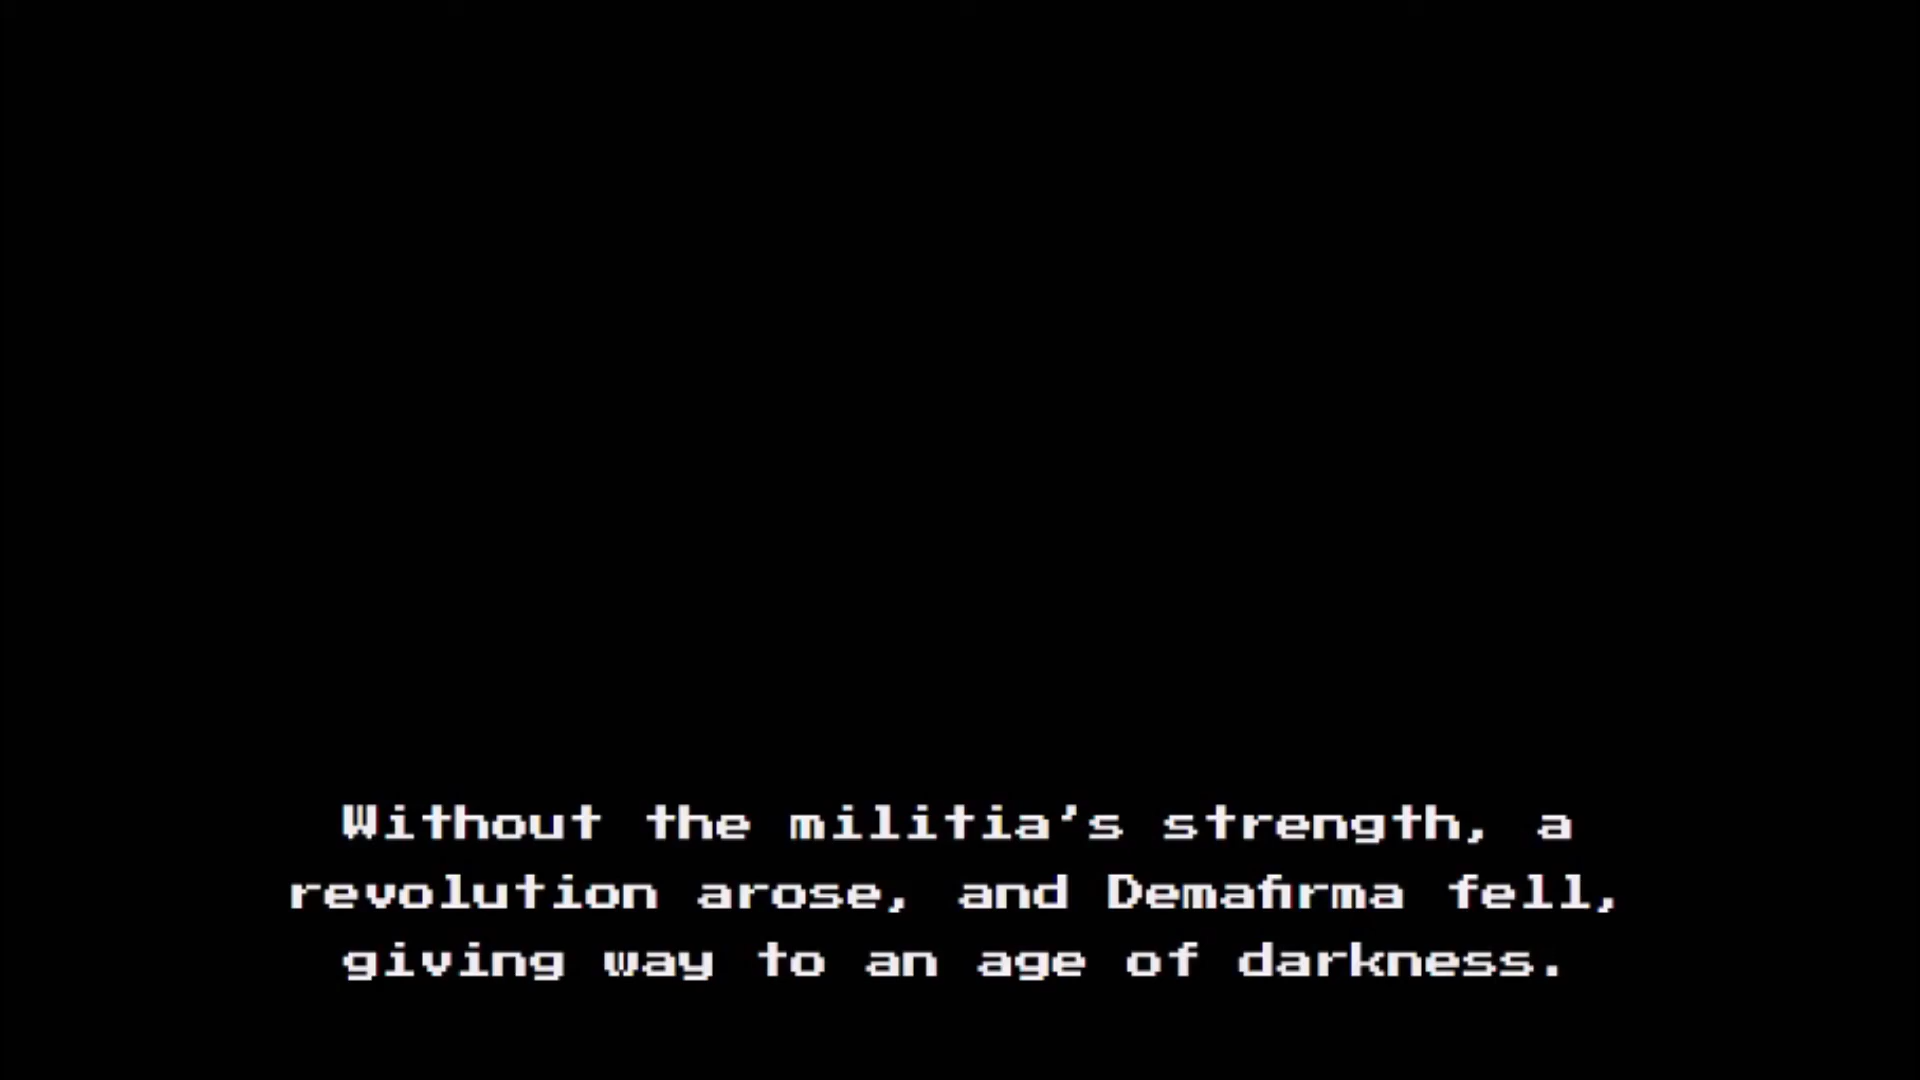 Without the militia's strength, a
revolution arose, and Demafirma fell,
giving way to an age of darkness.